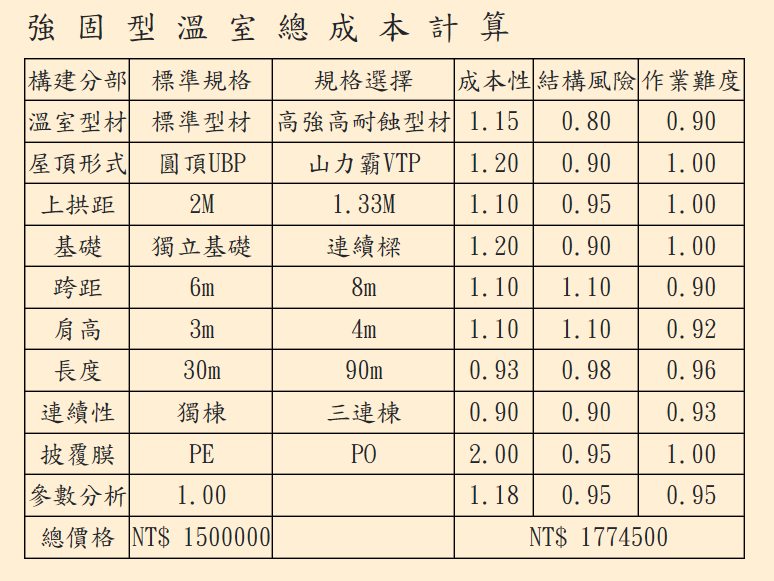 強固型溫室總成本計算
構建分部 標準規格 規格選擇 成本性 結構風險 作業難度
溫室型材 標準型材 高強高耐蝕型材 1.15 0.80 0.90
屋頂形式 圓頂UBP 山力霸VTP 1.20 0.90 1.00
上拱距 2M 1.33M 1.10 0.95 1.00
基礎 獨立基礎 連續樑 1.20 0.90 1.00
跨距 6m 8m 1.10 1.10 0.90
肩高 3m 4m 1.10 1.10 0.92
長度 30m 90m 0.93 0.98 0.96
連續性 獨棟 三連棟 0.90 0.90 0.93
披覆膜 PE PO 2.00 0.95 1.00
參數分析 1.00 1.18 0.95 0.95
總價格 NT$ 1500000 NT$ 1774500